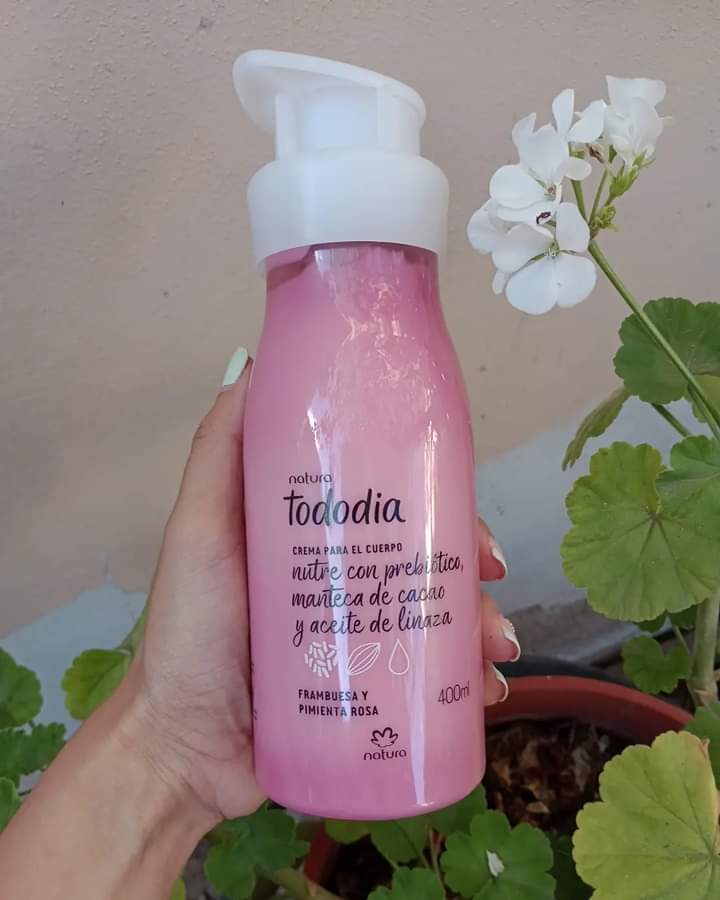 natura
tododia
CREMA PARA EL CUERPO
nutre con prebiótico,
manteca de cacao
y aceite de linaza
FRAMBUESA Y
PIMIENTA ROSA
400ml
natura